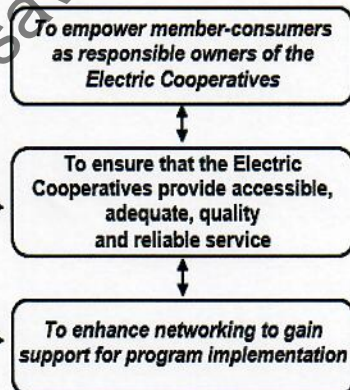 To empower member-consumers
as responsible owners of the
Electric Cooperatives
To ensure that the Electric
Cooperatives provide accessible,
adequate, quality
and reliable service
To enhance networking to gain
support for program implementation